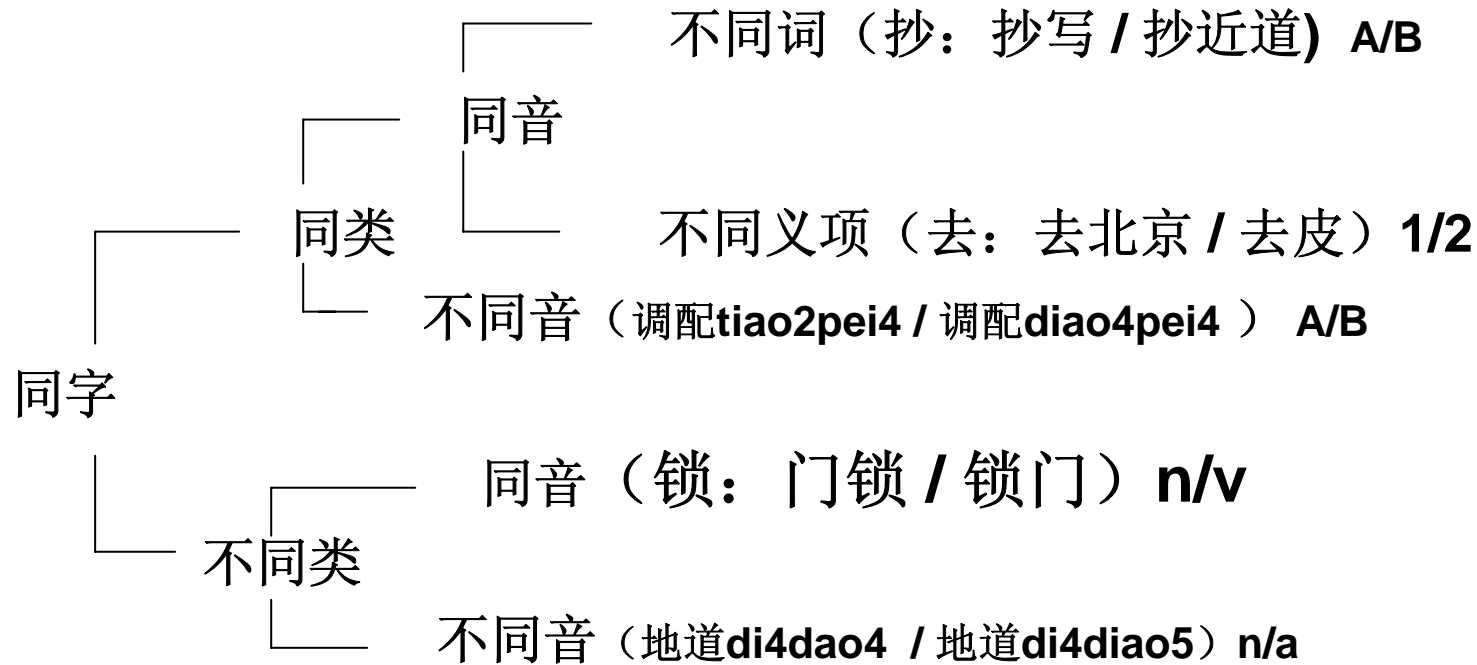 不同词（抄：抄写 / 抄近道) A/B
同音
不同义项（去：去北京 / 去皮）1/2
同类
不同音（调配tiao2pei4 / 调配diao4pei4 ） A/B
同字
同音（锁：门锁 / 锁门）n/v
不同类
不同音（地道di4dao4 / 地道di4diao5）n/a